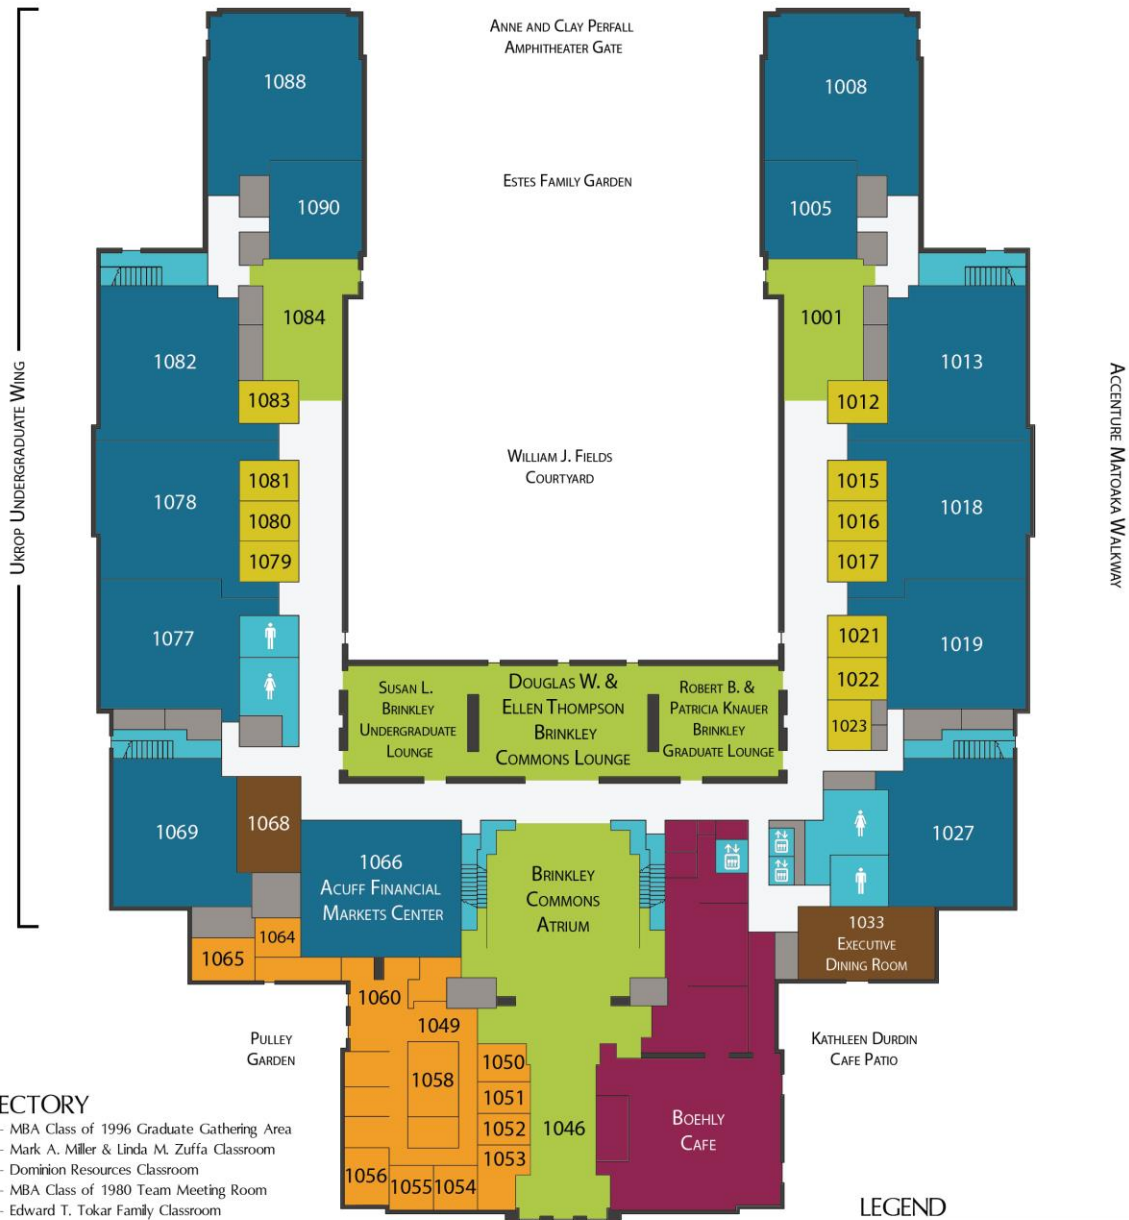 ANNE AND CLAY PERFALL
AMPHITHEATER GATE
1088
1008
ESTES FAMILY GARDEN
1090
1005
1084
1001
1082
1013
1083
1012
UKROP UNDERGRADUATE WING
ACCENTURE MATOAKA WALKWAY
WILLIAM J. FIELDS
COURTYARD
1078
1081
1080
1079
1015
1016
1017
1018
1077
1021
1022
1023
1019
SUSAN L.
BRINKLEY
UNDERGRADUATE
LOUNGE
DOUGLAS W. &
ELLEN THOMPSON
BRINKLEY
COMMONS LOUNGE
ROBERT B. &
PATRICIA KNAUER
BRINKLEY
GRADUATE LOUNGE
1069
1068
1066
ACUFF FINANCIAL
MARKETS CENTER
BRINKLEY
COMMONS
ATRIUM
1027
1033
EXECUTIVE
DINING ROOM
1064
1065
1060
1049
1058
1050
1051
1052
1053
1046
1056
1055
1054
BOEHLY
CAFE
PULLEY
GARDEN
KATHLEEN DURDIN
CAFE PATIO
ECTORY
- MBA Class of 1996 Graduate Gathering Area
- Mark A. Miller & Linda M. Zuffa Classroom
- Dominion Resources Classroom
- MBA Class of 1980 Team Meeting Room
- Edward T. Tokar Family Classroom
LEGEND